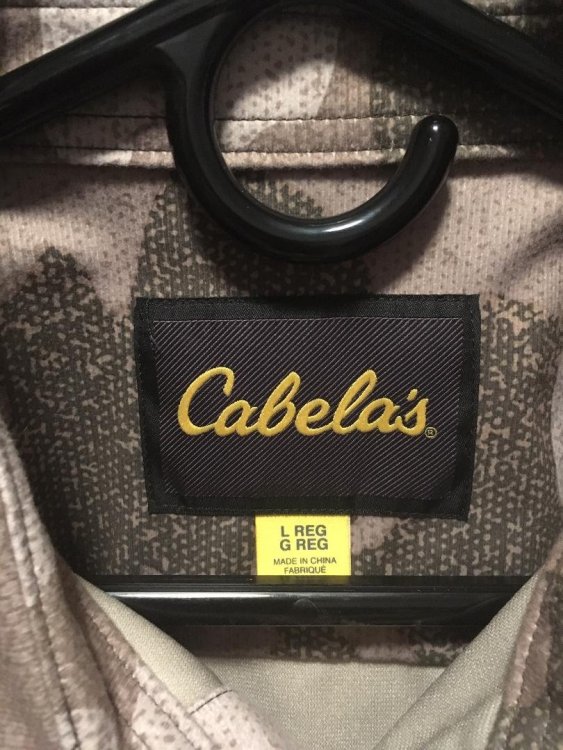 Cabela's®
L REG
G REG
MADE IN CHINA
FABRIQUÉ